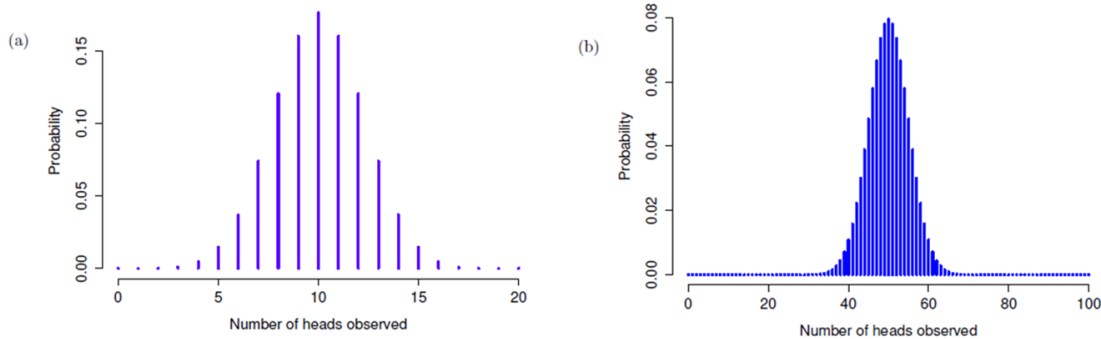 (a)
Probability
0.15
0.10
0.05
0.00
0 5 10 15 20
Number of heads observed
(b)
Probability
0.08
0.06
0.04
0.02
0.00
0 20 40 60 80 100
Number of heads observed